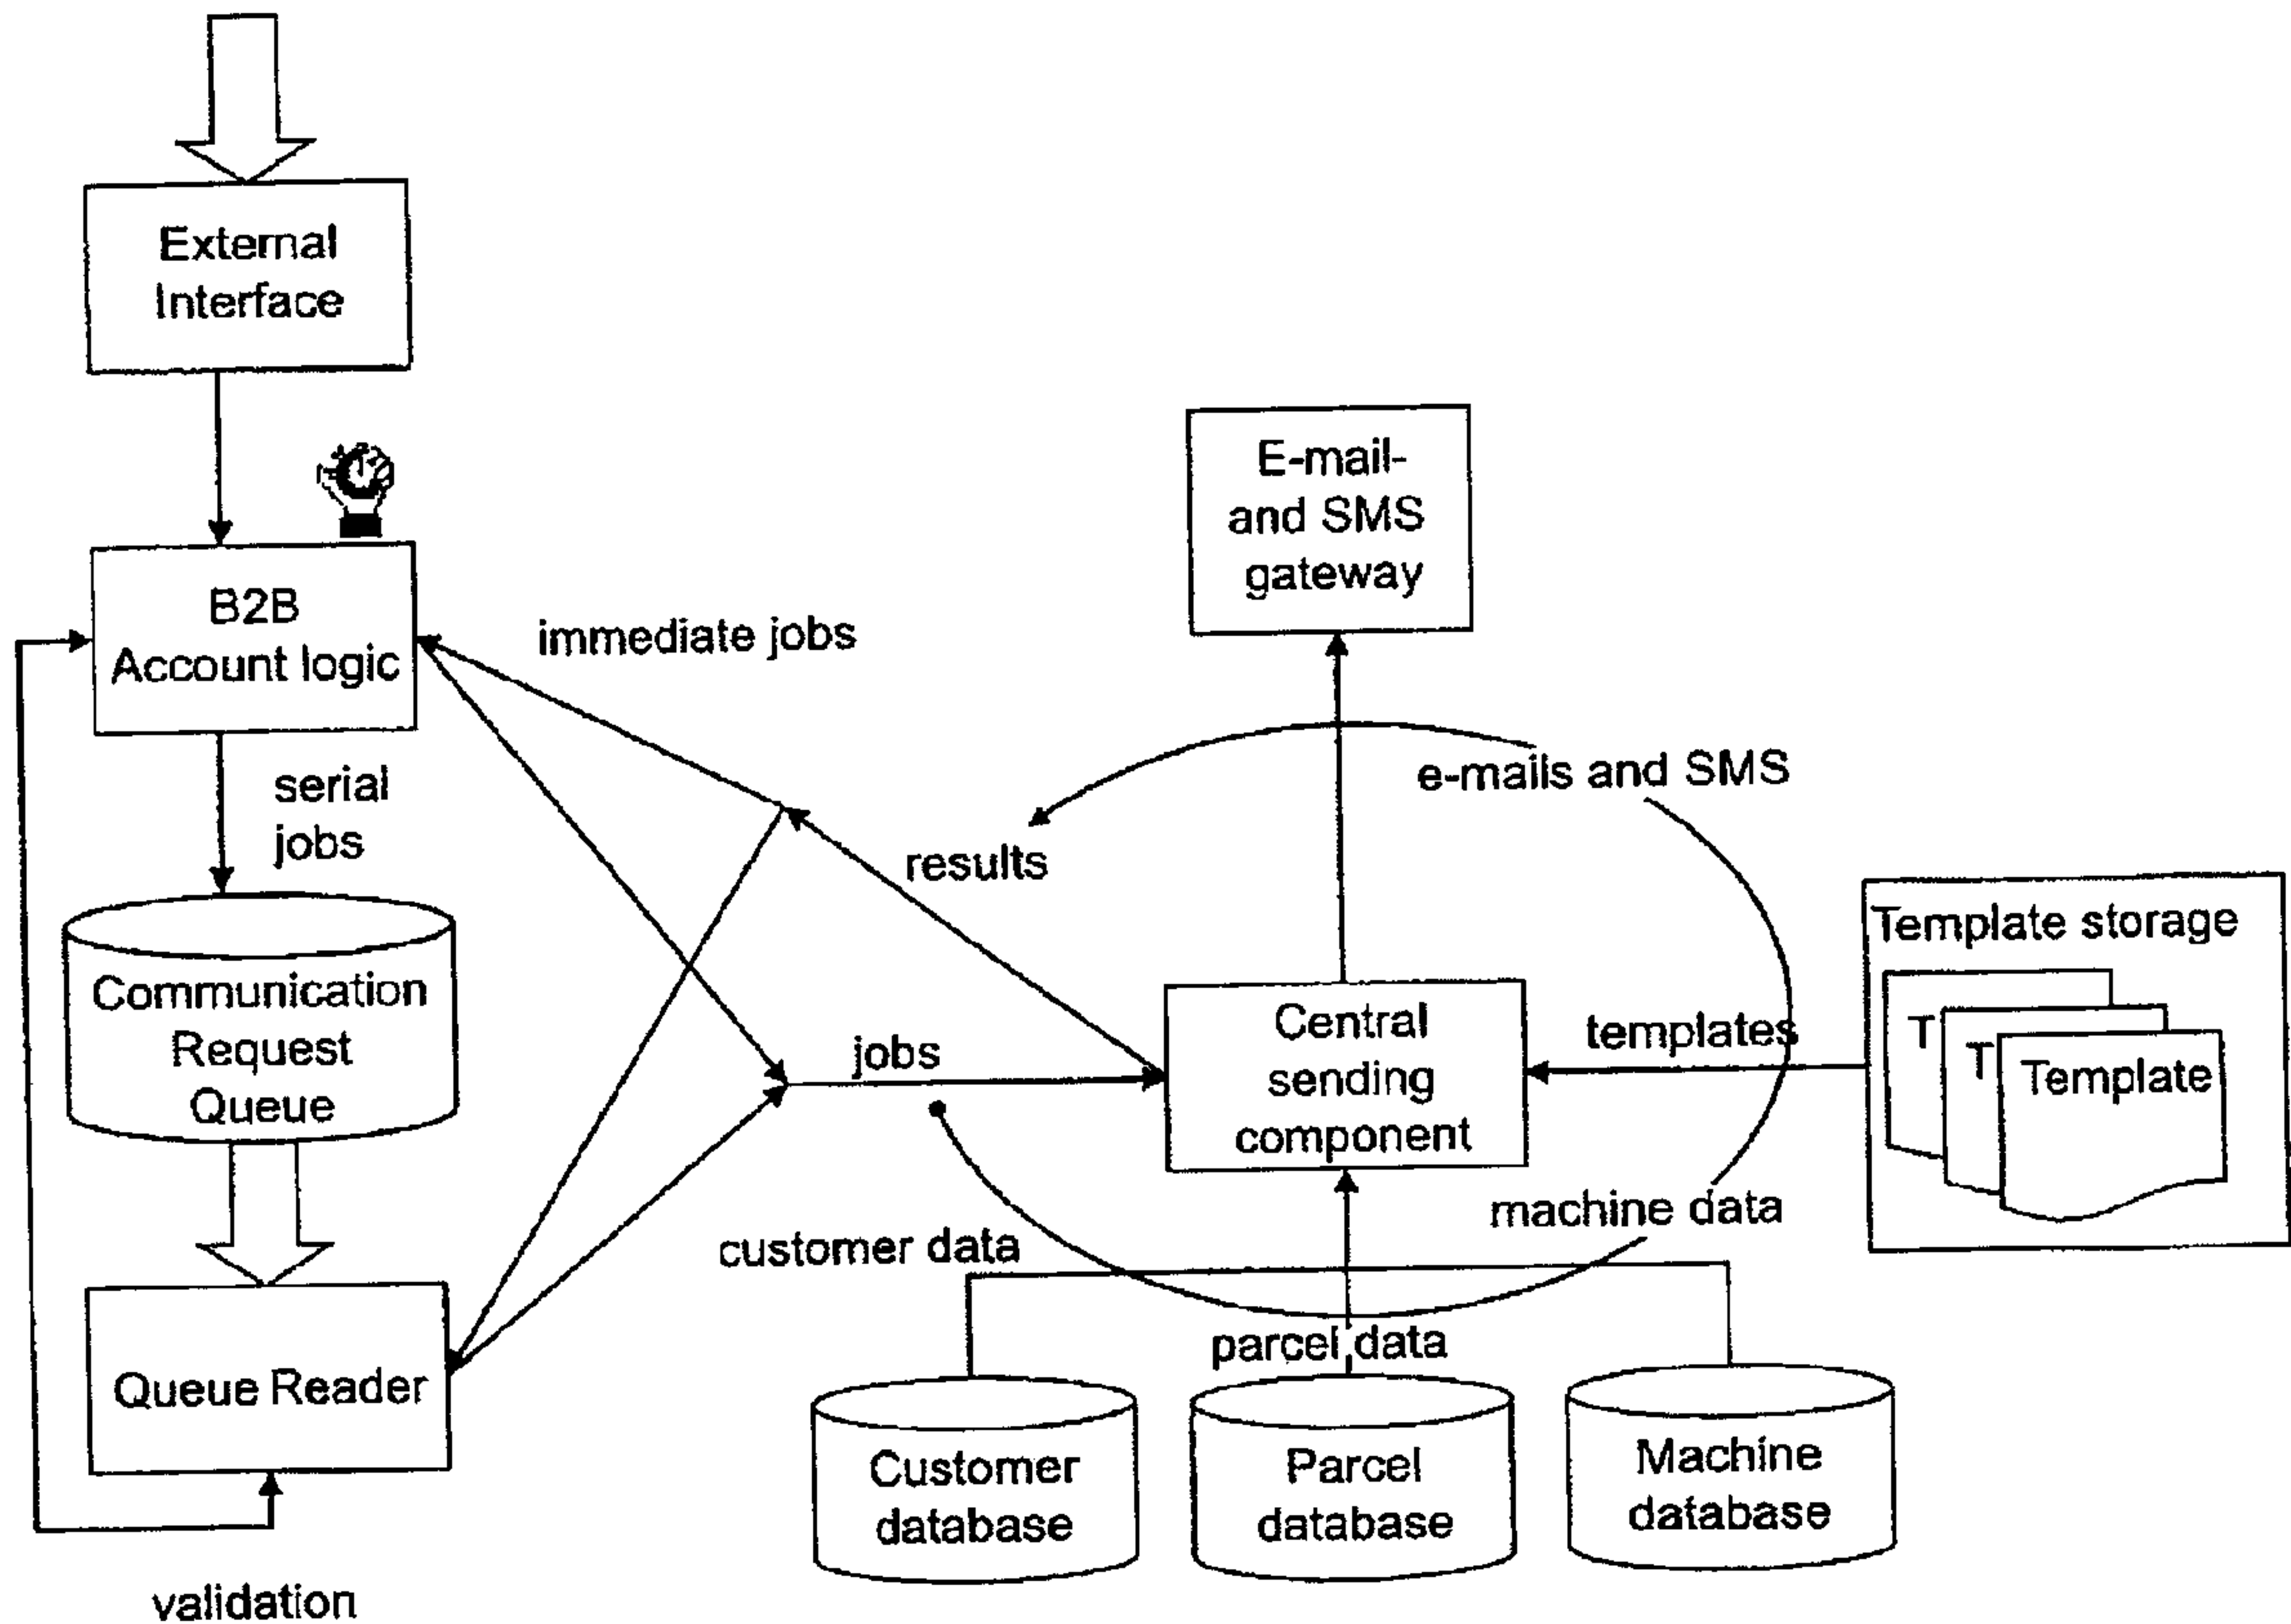 External
Interface
B2B
Account logic
immediate jobs
serial
jobs
Communication
Request
Queue
Queue Reader
validation
E-mail-
and SMS
gateway
e-mails and SMS
results
jobs
Central
sending
component
templates
Template storage
T
T
Template
machine data
customer data
parcel data
Customer
database
Parcel
database
Machine
database